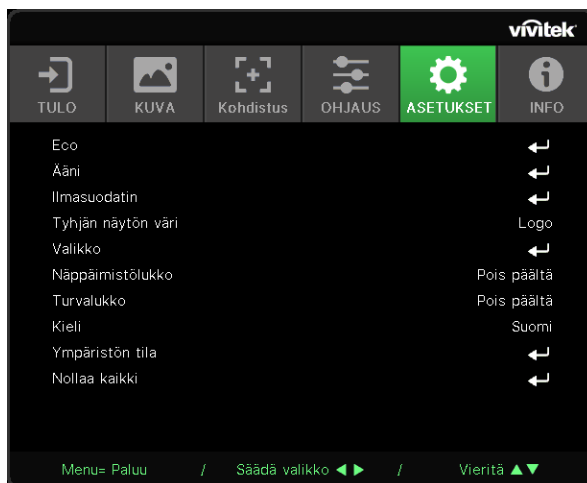 vivitek
TULO KUVA Kohdistus OHJAUS ASETUKSET INFO
Eco
Ääni
Ilmasuodatin
Tyhjän näytön väri Logo
Valikko
Näppäimistölukko Pois päältä
Turvalukko Pois päältä
Kieli Suomi
Ympäristön tila
Nollaa kaikki
Menu= Paluu / Säädä valikko ◀ ▶ / Vieritä ▲▼